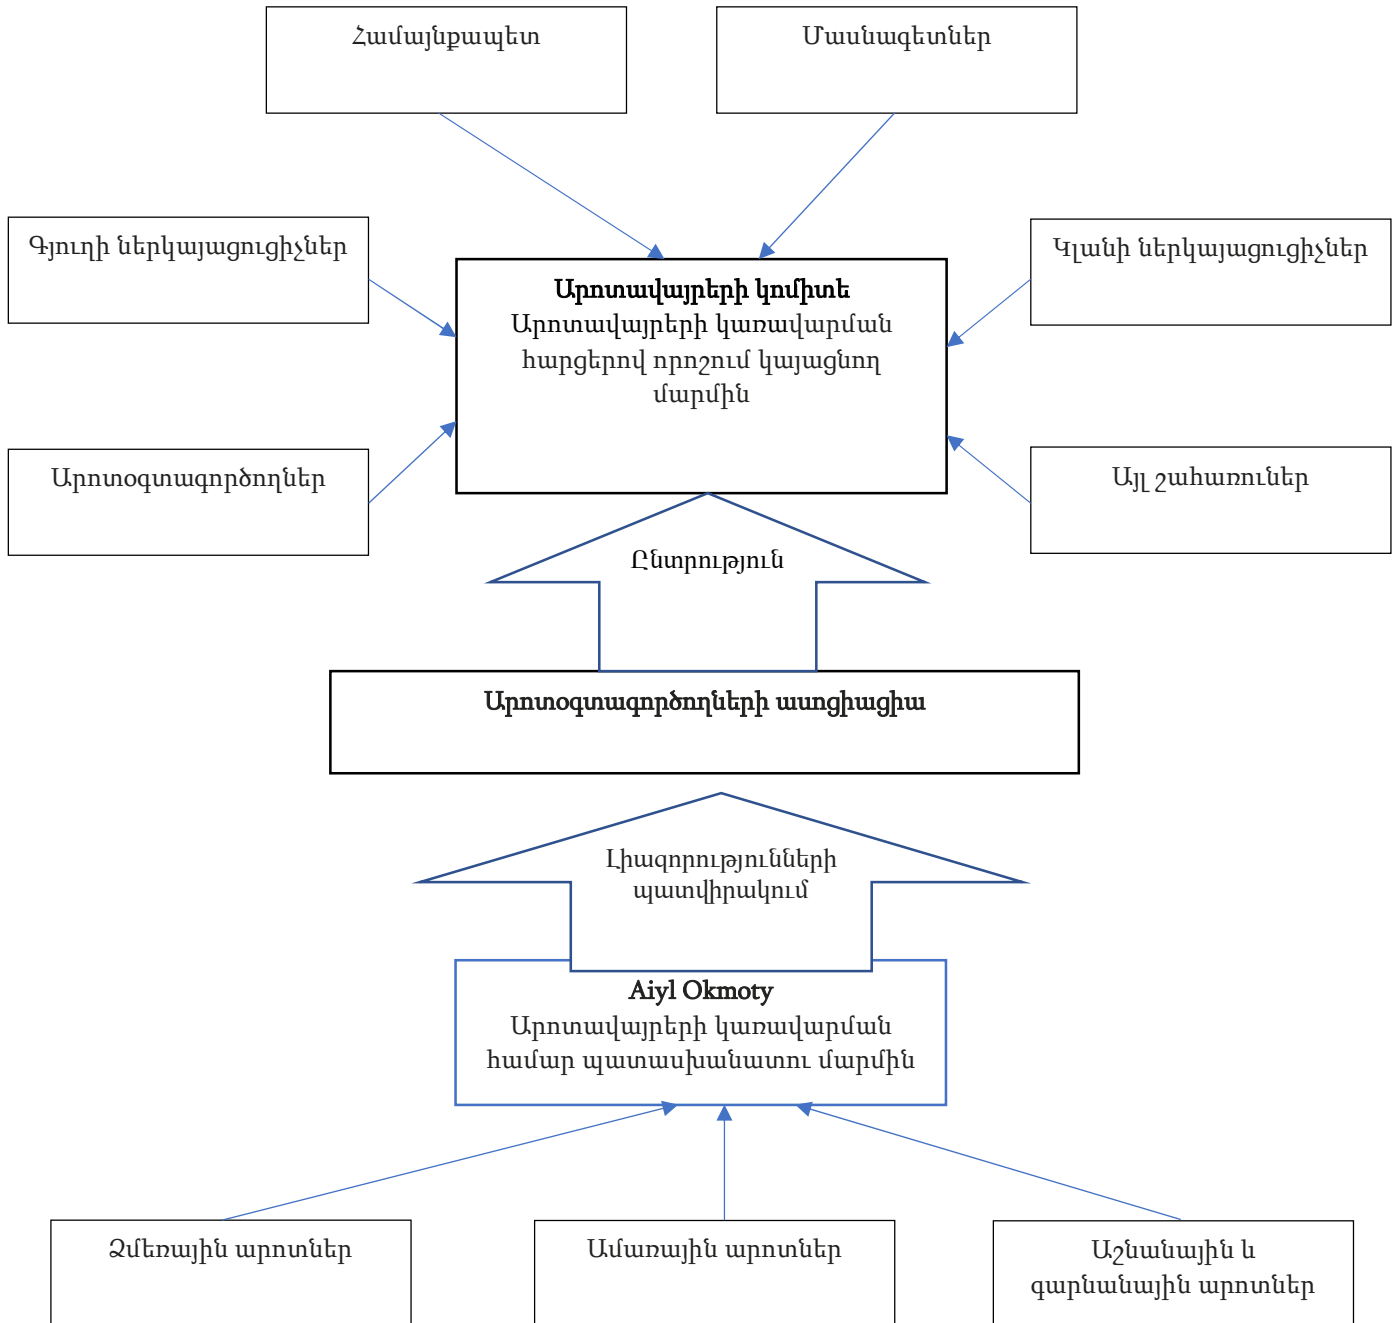 Համայնքապետ
Մասնագետներ
Գյուղի ներկայացուցիչներ
Կլանի ներկայացուցիչներ
Արոտավայրերի կոմիտե
Արոտավայրերի կառավարման
հարցերով որոշում կայացնող
մարմին
Արոտօգտագործողներ
Այլ շահառուներ
Ընտրություն
Արոտօգտագործողների ասոցիացիա
Լիազորությունների
պատվիրակում
Aiyl Okmoty
Արոտավայրերի կառավարման
համար պատասխանատու մարմին
Ձմեռային արոտներ
Ամառային արոտներ
Աշնանային և
գարնանային արոտներ